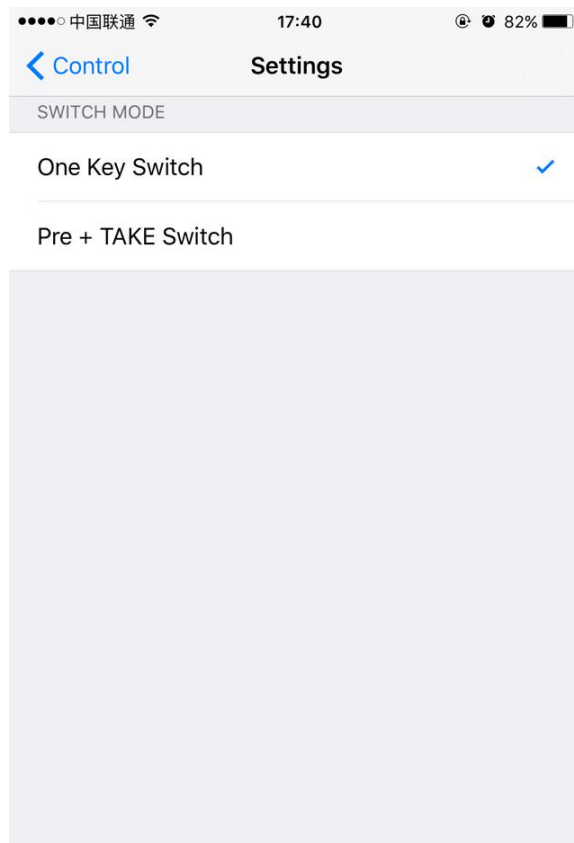 中国联通 17:40 82%
Control Settings
SWITCH MODE
One Key Switch
Pre + TAKE Switch